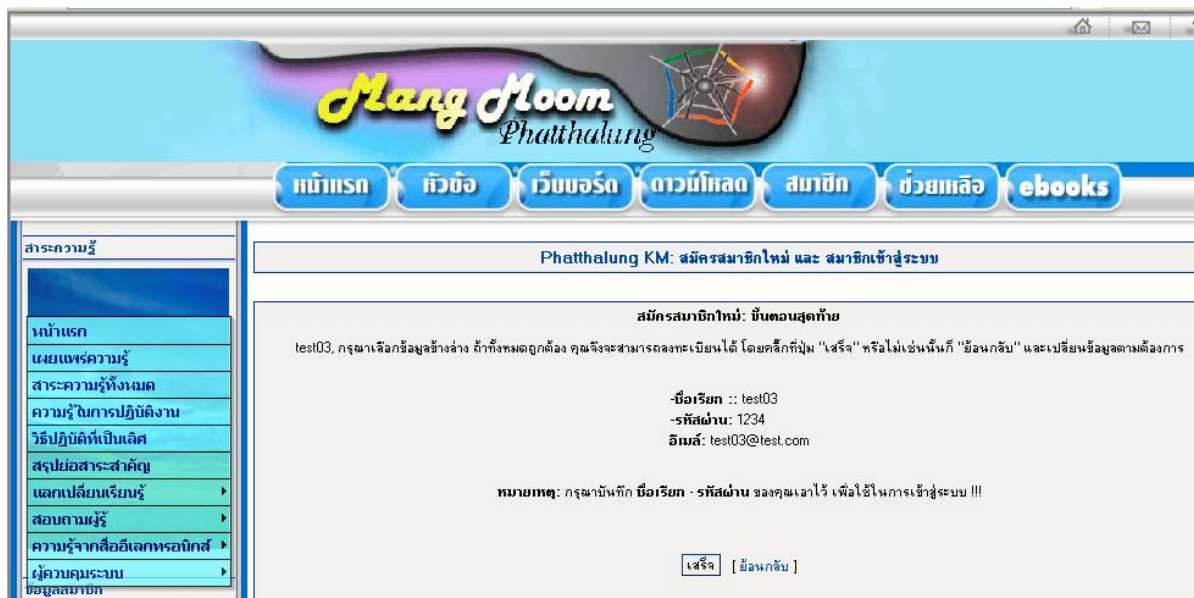 Mang Moom
Phatthalung
หน้าแรก หัวข้อ เว็บบอร์ด ดาวน์โหลด สมาชิก ช่วยเหลือ ebooks
สาระความรู้
หน้าแรก
เผยแพร่ความรู้
สาระความรู้ทั้งหมด
ความรู้ในการปฏิบัติงาน
วิธีปฏิบัติที่เป็นเลิศ
สรุปย่อสาระสำคัญ
แลกเปลี่ยนเรียนรู้
สอบถามผู้รู้
ความรู้จากสื่ออีเลกทรอนิกส์
ผู้ควบคุมระบบ
ข้อมูลสมาชิก
Phatthalung KM: สมัครสมาชิกใหม่ และ สมาชิกเข้าสู่ระบบ
สมัครสมาชิกใหม่: ขั้นตอนสุดท้าย
test03, กรุณาเลือกข้อมูลข้างล่าง ถ้าทั้งหมดถูกต้อง คุณจึงจะสามารถลงทะเบียนได้ โดยคลิ๊กที่ปุ่ม "เสร็จ" หรือไม่เช่นนั้นก็ "ย้อนกลับ" และเปลี่ยนข้อมูลตามต้องการ
-ชื่อเรียก :: test03
-รหัสผ่าน: 1234
อีเมล์: test03@test.com
หมายเหตุ: กรุณาบันทึก ชื่อเรียก - รหัสผ่าน ของคุณเอาไว้ เพื่อใช้ในการเข้าสู่ระบบ !!!
เสร็จ [ ย้อนกลับ ]